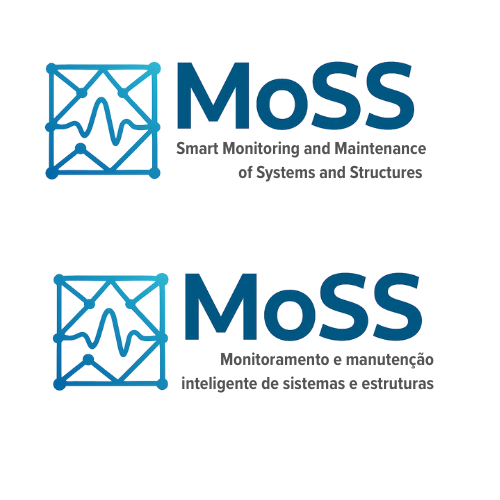 MoSS
Smart Monitoring and Maintenance
of Systems and Structures
MoSS
Monitoramento e manutenção
inteligente de sistemas e estruturas